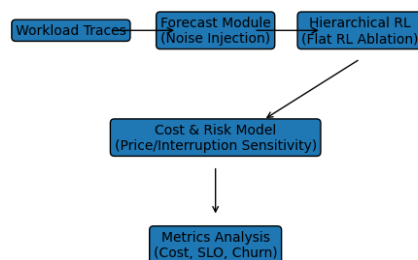 Workload Traces
Forecast Module
(Noise Injection)
Hierarchical RL
(Flat RL Ablation)
Cost & Risk Model
(Price/Interruption Sensitivity)
Metrics Analysis
(Cost, SLO, Churn)